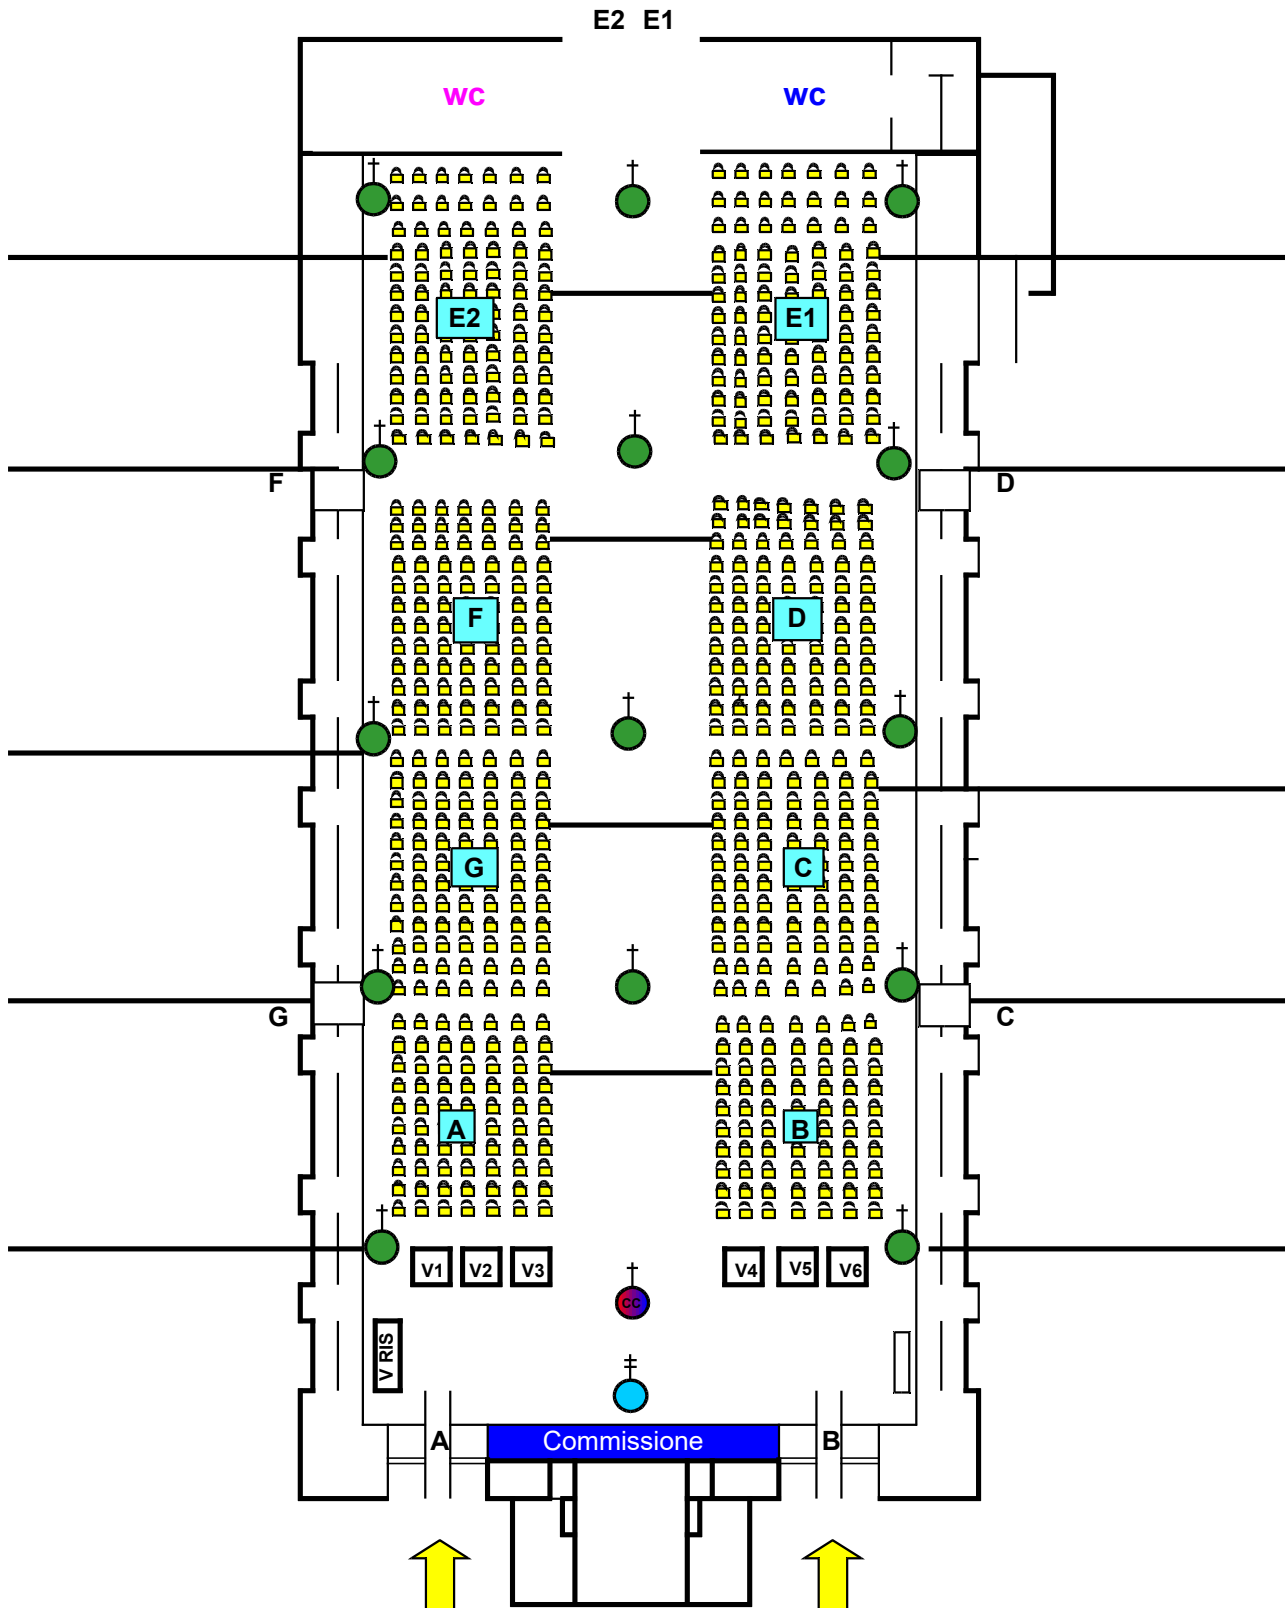 E2 E1
WC WC
E2 E1
F D
F D
G C
G C
A B
V1 V2 V3 V4 V5 V6
CC
V RIS
A Commissione B